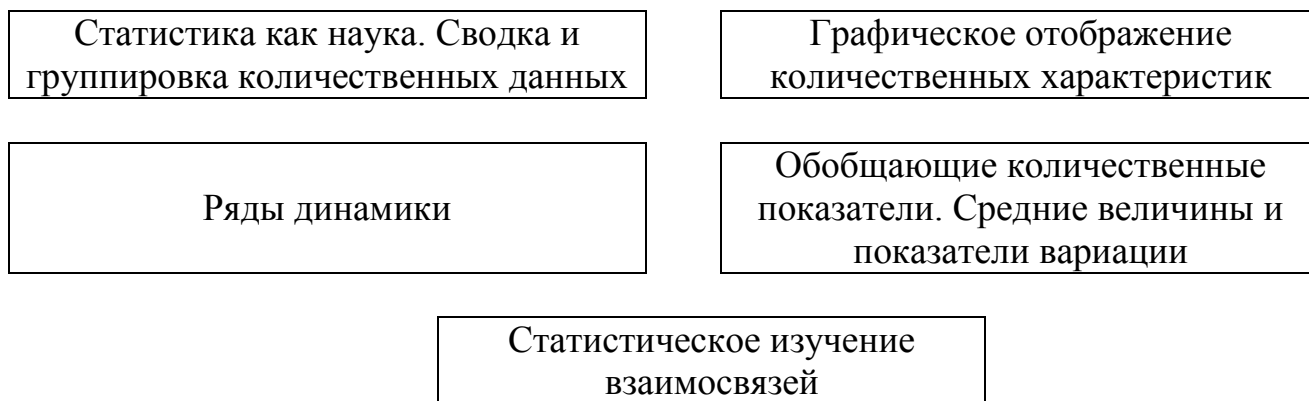 Статистика как наука. Сводка и
группировка количественных данных
Графическое отображение
количественных характеристик
Ряды динамики
Обобщающие количественные
показатели. Средние величины и
показатели вариации
Статистическое изучение
взаимосвязей